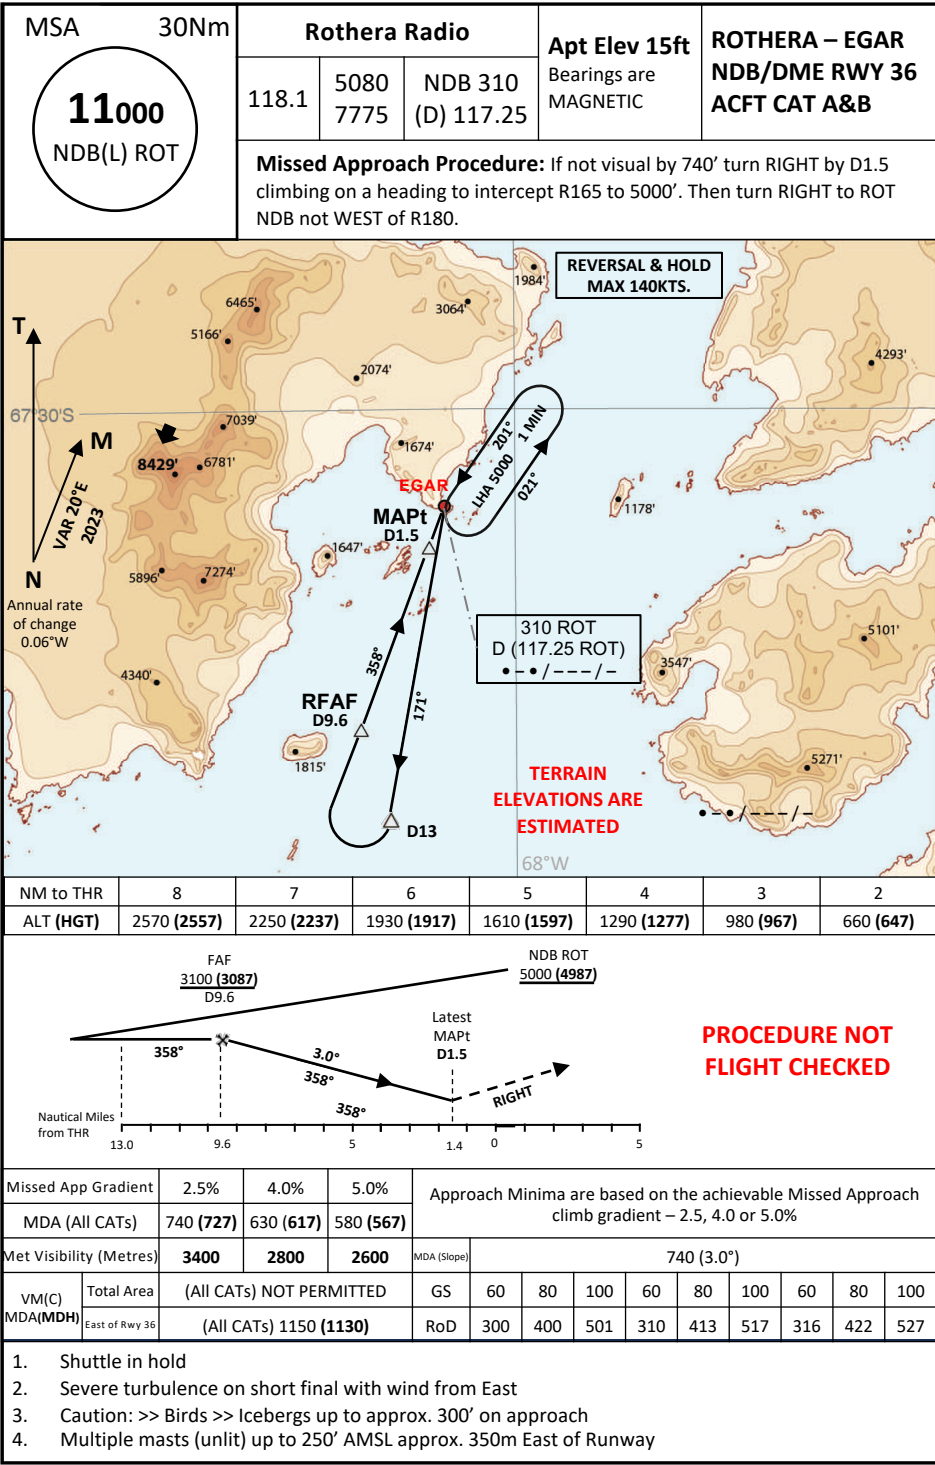 MSA 30Nm
11000
NDB(L) ROT
Rothera Radio
118.1
5080
7775
NDB 310
(D) 117.25
Apt Elev 15ft
Bearings are
MAGNETIC
ROTHERA – EGAR
NDB/DME RWY 36
ACFT CAT A&B
Missed Approach Procedure: If not visual by 740’ turn RIGHT by D1.5
climbing on a heading to intercept R165 to 5000’. Then turn RIGHT to ROT
NDB not WEST of R180.
REVERSAL & HOLD
MAX 140KTS.
1984'
6465'
3064'
5166'
T
2074'
4293'
67°30'S
7039'
M
1674'
8429'
6781'
201°
1 MIN
LHA 5000
021°
EGAR
VAR 20°E
2023
MAPt
D1.5
1178'
1647'
N
5896'
7274'
Annual rate
of change
0.06°W
310 ROT
D (117.25 ROT)
5101'
358°
3547'
4340'
171°
RFAF
D9.6
1815'
5271'
TERRAIN
ELEVATIONS ARE
ESTIMATED
D13
68°W
NM to THR 8 7 6 5 4 3 2
ALT (HGT) 2570 (2557) 2250 (2237) 1930 (1917) 1610 (1597) 1290 (1277) 980 (967) 660 (647)
FAF
3100 (3087)
D9.6
NDB ROT
5000 (4987)
Latest
MAPt
D1.5
PROCEDURE NOT
FLIGHT CHECKED
358°
3.0°
358°
358°
RIGHT
Nautical Miles
from THR
13.0 9.6 5 1.4 0 5
Missed App Gradient 2.5% 4.0% 5.0%
Approach Minima are based on the achievable Missed Approach
climb gradient – 2.5, 4.0 or 5.0%
MDA (All CATs) 740 (727) 630 (617) 580 (567)
Met Visibility (Metres) 3400 2800 2600 MDA (Slope) 740 (3.0°)
VM(C)
MDA(MDH)
Total Area (All CATs) NOT PERMITTED GS 60 80 100 60 80 100 60 80 100
East of Rwy 36 (All CATs) 1150 (1130) RoD 300 400 501 310 413 517 316 422 527
1. Shuttle in hold
2. Severe turbulence on short final with wind from East
3. Caution: >> Birds >> Icebergs up to approx. 300’ on approach
4. Multiple masts (unlit) up to 250’ AMSL approx. 350m East of Runway